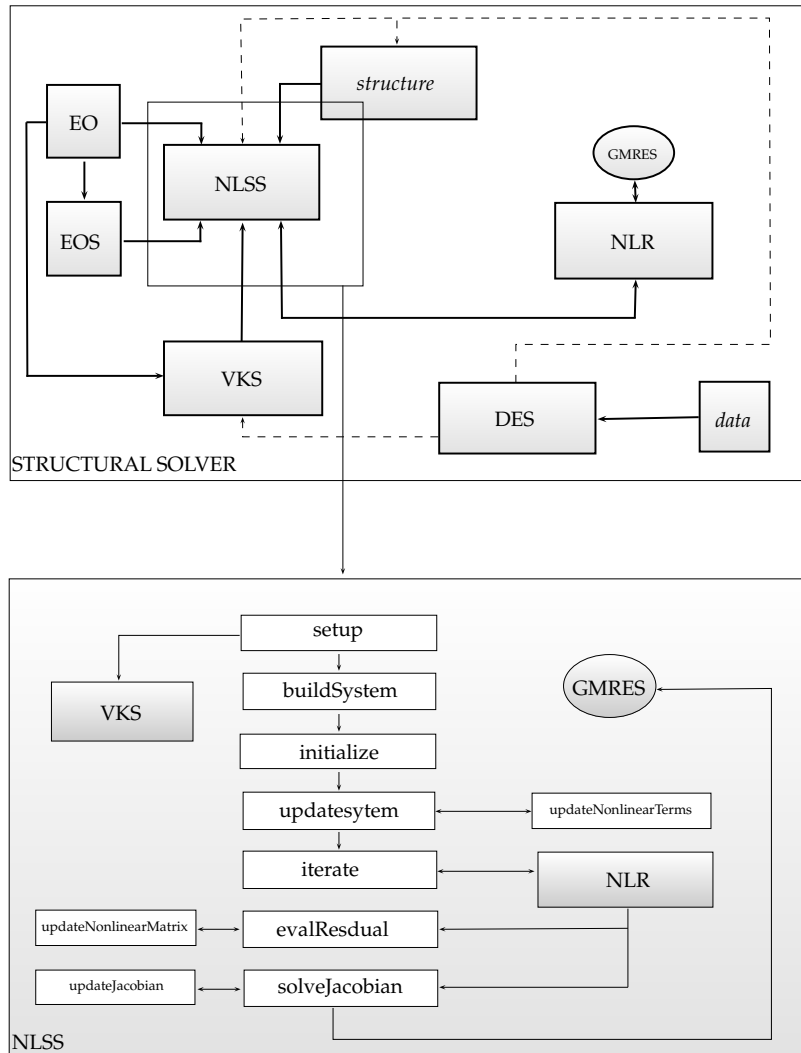 structure
EO
GMRES
NLSS
EOS
NLR
VKS
DES
data
STRUCTURAL SOLVER
setup
buildSystem
GMRES
VKS
initialize
updatesytem
updateNonlinearTerms
iterate
NLR
updateNonlinearMatrix
evalResdual
updateJacobian
solveJacobian
NLSS